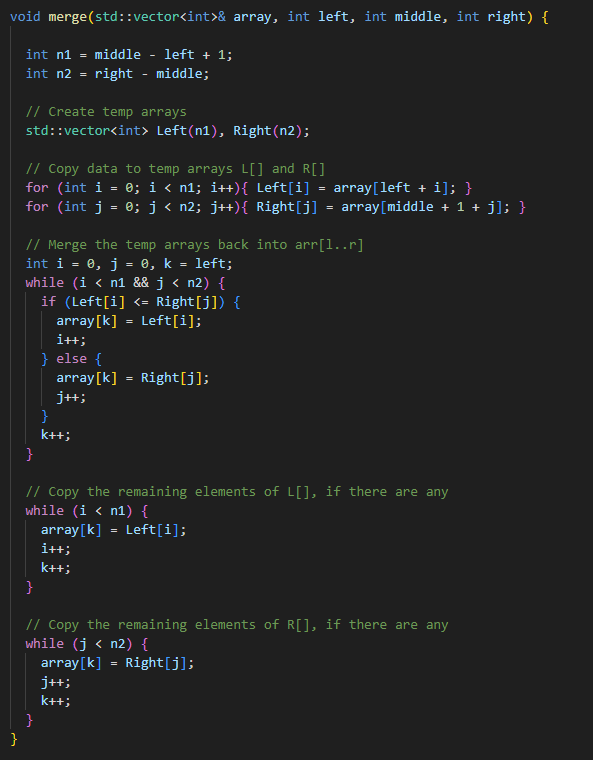 void merge(std::vector<int>& array, int left, int middle, int right) {
int n1 = middle - left + 1;
int n2 = right - middle;
// Create temp arrays
std::vector<int> Left(n1), Right(n2);
// Copy data to temp arrays L[] and R[]
for (int i = 0; i < n1; i++){ Left[i] = array[left + i]; }
for (int j = 0; j < n2; j++){ Right[j] = array[middle + 1 + j]; }
// Merge the temp arrays back into arr[l..r]
int i = 0, j = 0, k = left;
while (i < n1 && j < n2) {
if (Left[i] <= Right[j]) {
array[k] = Left[i];
i++;
} else {
array[k] = Right[j];
j++;
}
k++;
}
// Copy the remaining elements of L[], if there are any
while (i < n1) {
array[k] = Left[i];
i++;
k++;
}
// Copy the remaining elements of R[], if there are any
while (j < n2) {
array[k] = Right[j];
j++;
k++;
}
}